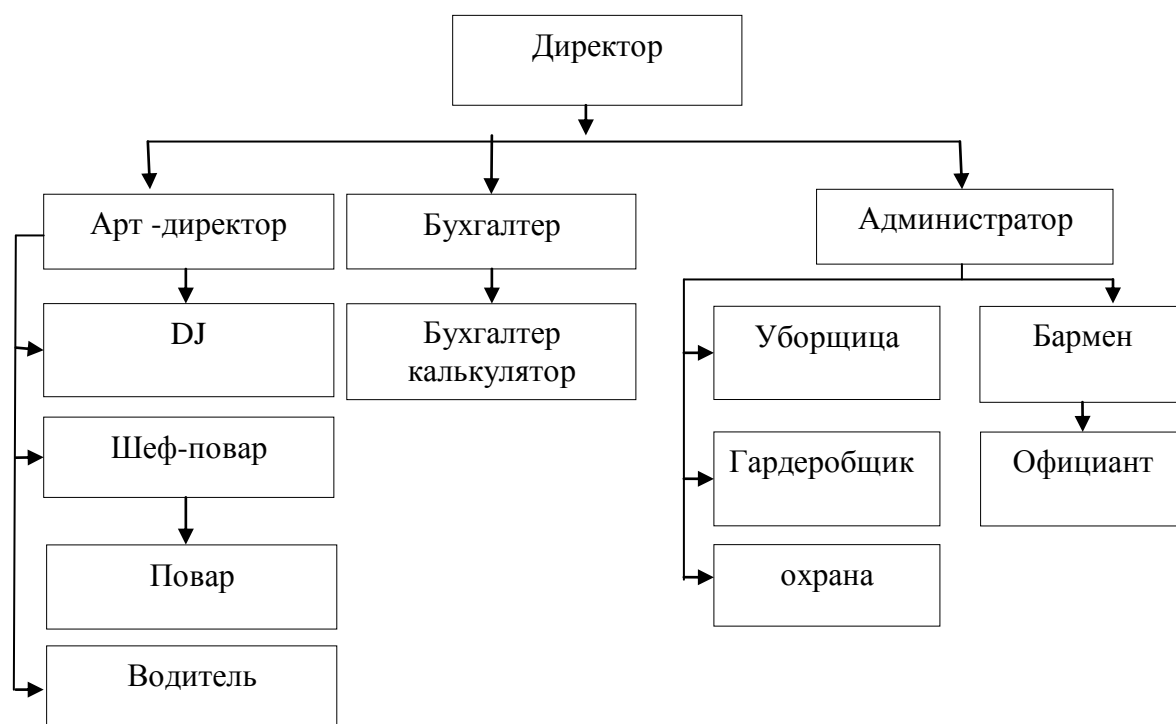 Директор
Арт -директор
Бухгалтер
Администратор
DJ
Бухгалтер
калькулятор
Уборщица
Бармен
Шеф-повар
Гардеробщик
Официант
Повар
охрана
Водитель